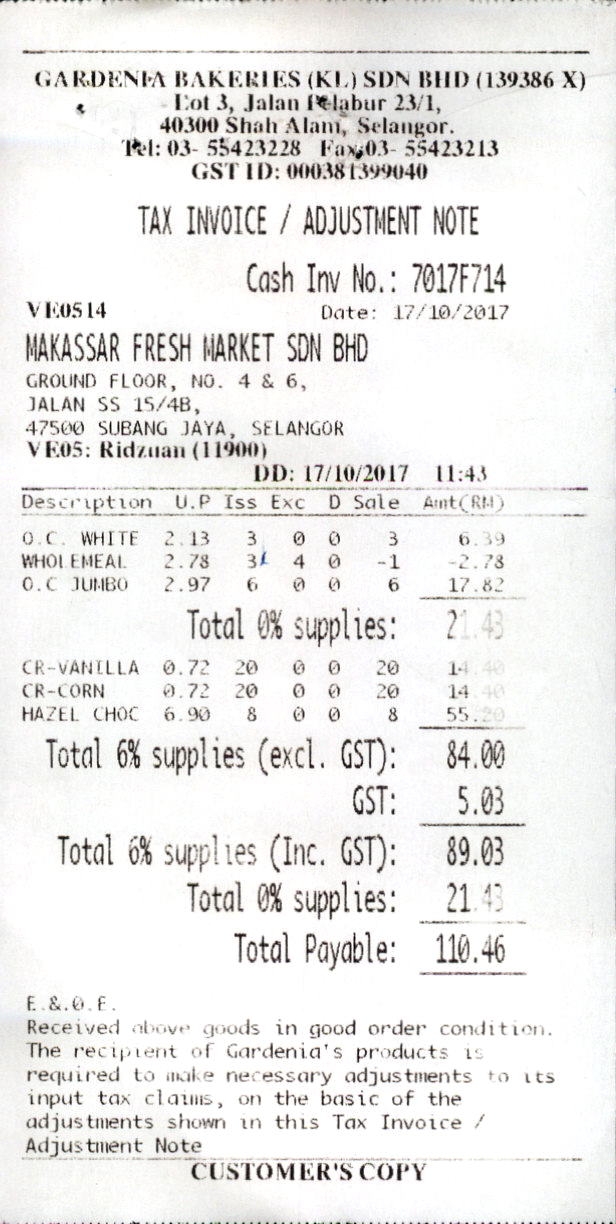 GARDENIA BAKERIES (KL) SDN BHD (139386 X)
Lot 3, Jalan Pelabur 23/1,
40300 Shah Alam, Selangor.
Tel: 03- 55423228 Fax:03- 55423213
GST ID: 000381399040
TAX INVOICE / ADJUSTMENT NOTE
Cash Inv No.: 7017F714
VE0514 Date: 17/10/2017
MAKASSAR FRESH MARKET SDN BHD
GROUND FLOOR, NO. 4 & 6,
JALAN SS 15/4B,
47500 SUBANG JAYA, SELANGOR
VE05: Ridzuan (11900)
DD: 17/10/2017 11:43
Description U.P Iss Exc D Sale Amt(RM)
O.C. WHITE 2.13 3 0 0 3 6.39
WHOLEMEAL 2.78 3 4 0 -1 -2.78
O.C JUMBO 2.97 6 0 0 6 17.82
Total 0% supplies: 21.43
CR-VANILLA 0.72 20 0 0 20 14.40
CR-CORN 0.72 20 0 0 20 14.40
HAZEL CHOC 6.90 8 0 0 8 55.20
Total 6% supplies (excl. GST): 84.00
GST: 5.03
Total 6% supplies (Inc. GST): 89.03
Total 0% supplies: 21.43
Total Payable: 110.46
E.&.O.E.
Received above goods in good order condition.
The recipient of Gardenia's products is
required to make necessary adjustments to its
input tax claims, on the basic of the
adjustments shown in this Tax Invoice /
Adjustment Note
CUSTOMER'S COPY